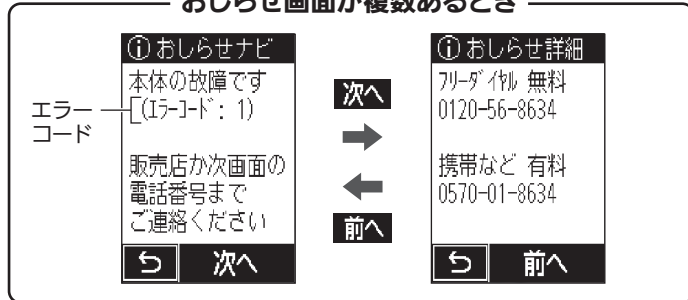 おしらせ画面が複数あるとき
ⓘおしらせナビ
本体の故障です
エラーコード
(ｴﾗｰｺｰﾄﾞ: 1)
販売店か次画面の
電話番号まで
ご連絡ください
次へ
次へ
前へ
ⓘおしらせ詳細
ﾌﾘｰﾀﾞｲﾔﾙ 無料
0120-56-8634
携帯など 有料
0570-01-8634
前へ